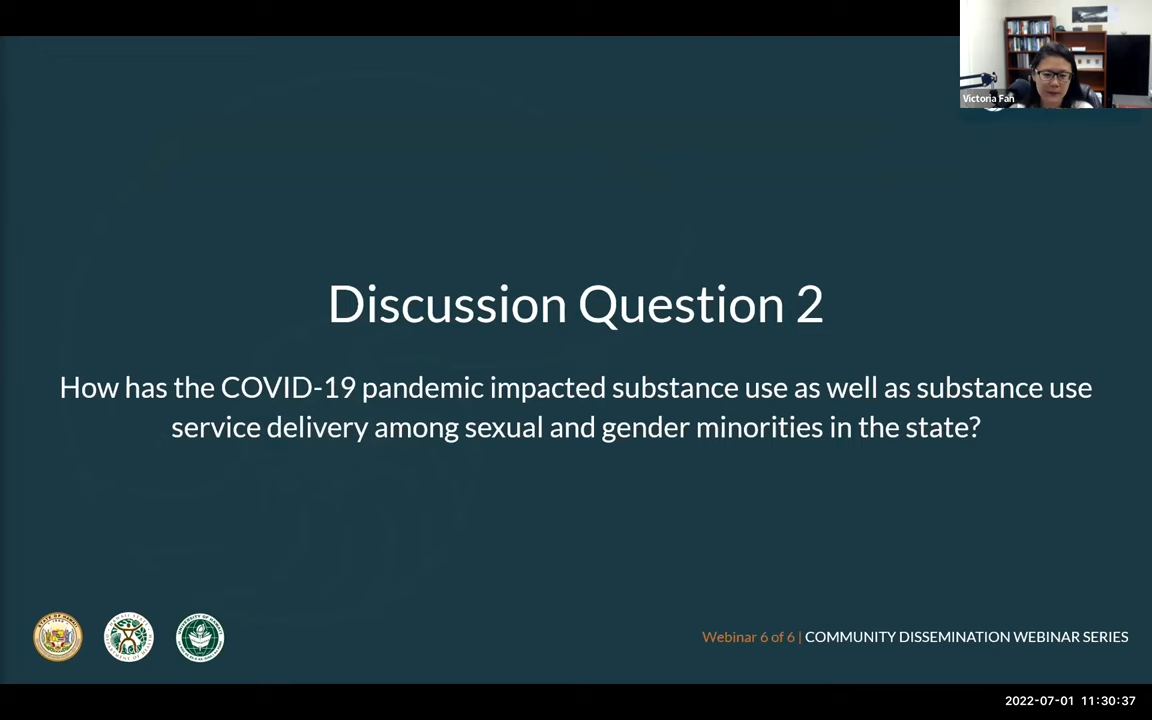 Victoria Fan
Discussion Question 2
How has the COVID-19 pandemic impacted substance use as well as substance use
service delivery among sexual and gender minorities in the state?
Webinar 6 of 6 | COMMUNITY DISSEMINATION WEBINAR SERIES
2022-07-01 11:30:37